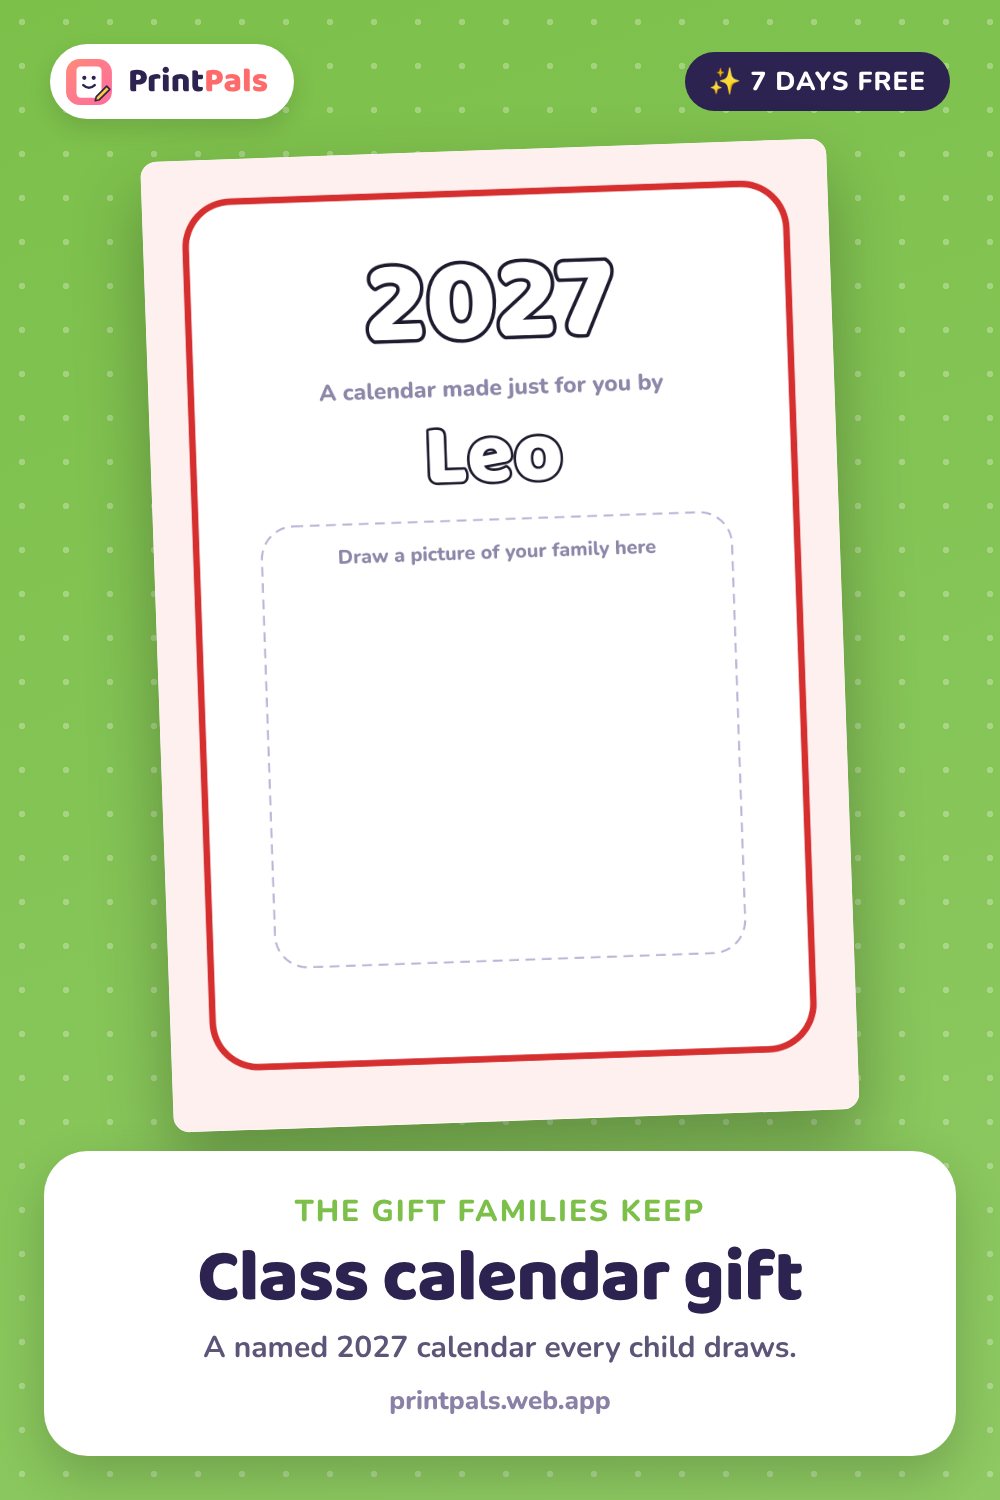 PrintPals
✨ 7 DAYS FREE
2027
A calendar made just for you by
Leo
Draw a picture of your family here
THE GIFT FAMILIES KEEP
Class calendar gift
A named 2027 calendar every child draws.
printpals.web.app